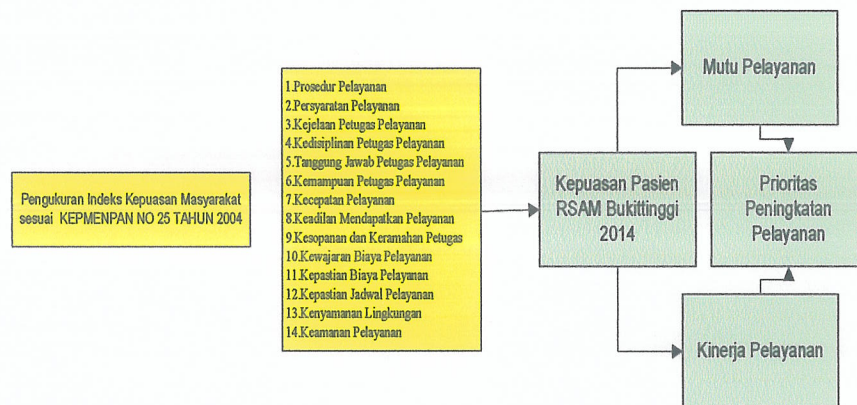 Pengukuran Indeks Kepuasan Masyarakat
sesuai KEPMENPAN NO 25 TAHUN 2004
1.Prosedur Pelayanan
2.Persyaratan Pelayanan
3.Kejelaan Petugas Pelayanan
4.Kedisiplinan Petugas Pelayanan
5.Tanggung Jawab Petugas Pelayanan
6.Kemampuan Petugas Pelayanan
7.Kecepatan Pelayanan
8.Keadilan Mendapatkan Pelayanan
9.Kesopanan dan Keramahan Petugas
10.Kewajaran Biaya Pelayanan
11.Kepastian Biaya Pelayanan
12.Kepastian Jadwal Pelayanan
13.Kenyamanan Lingkungan
14.Keamanan Pelayanan
Kepuasan Pasien
RSAM Bukittinggi
2014
Mutu Pelayanan
Prioritas
Peningkatan
Pelayanan
Kinerja Pelayanan